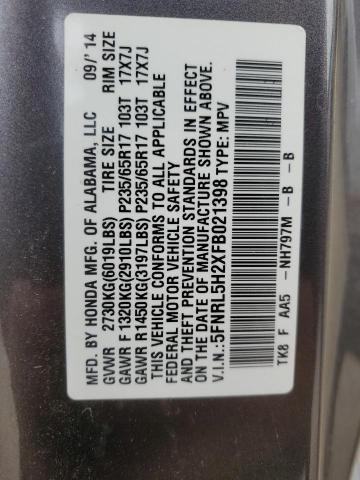 MFD. BY HONDA MFG. OF ALABAMA, LLC 09/'14
GVWR 2730KG(6019LBS) TIRE SIZE RIM SIZE
GAWR F 1320KG(2910LBS) P235/65R17 103T 17X7J
GAWR R1450KG(3197LBS) P235/65R17 103T 17X7J
THIS VEHICLE CONFORMS TO ALL APPLICABLE
FEDERAL MOTOR VEHICLE SAFETY
AND THEFT PREVENTION STANDARDS IN EFFECT
ON THE DATE OF MANUFACTURE SHOWN ABOVE.
V.I.N.:5FNRL5H2XFB021398 TYPE: MPV
TK8 F AA5 -NH797M -B -B